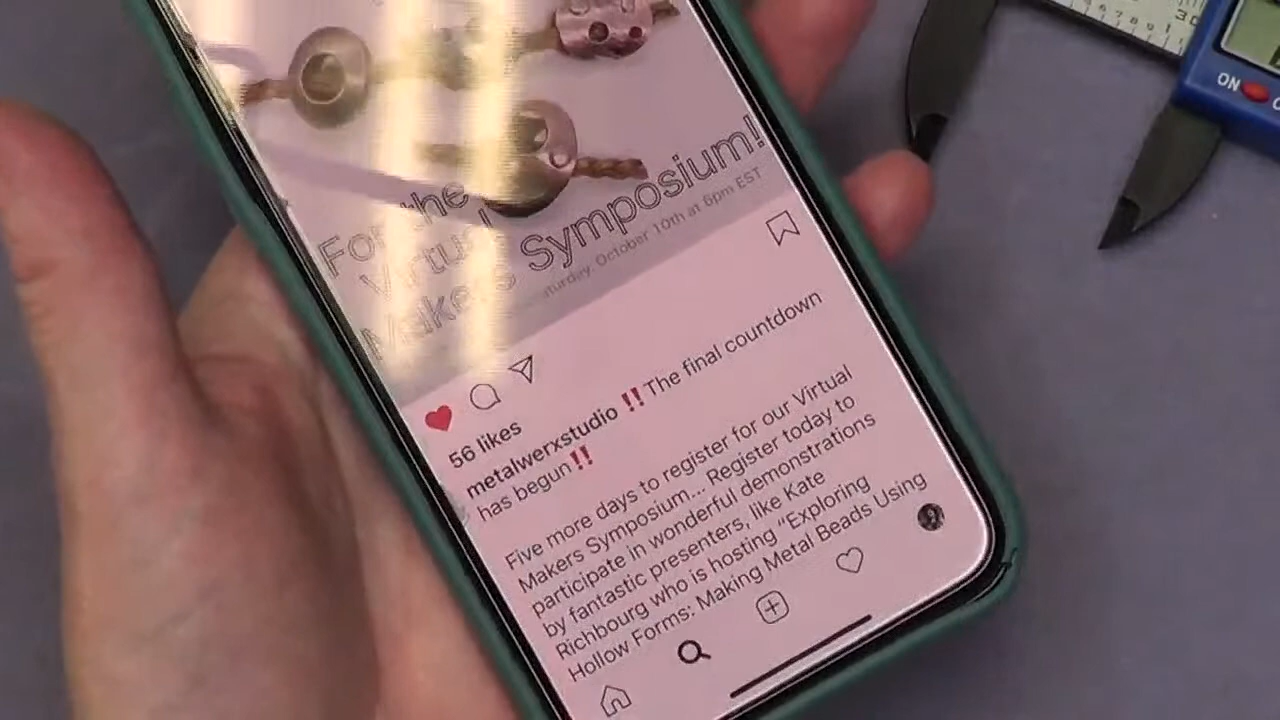 For the
Virtual
Makers Symposium!
Saturday, October 10th at 6pm EST
56 likes
metalwerxstudio ‼️ The final countdown
has begun ‼️
Five more days to register for our Virtual
Makers Symposium... Register today to
participate in wonderful demonstrations
by fantastic presenters, like Kate
Richbourg who is hosting “Exploring
Hollow Forms: Making Metal Beads Using
30
ON